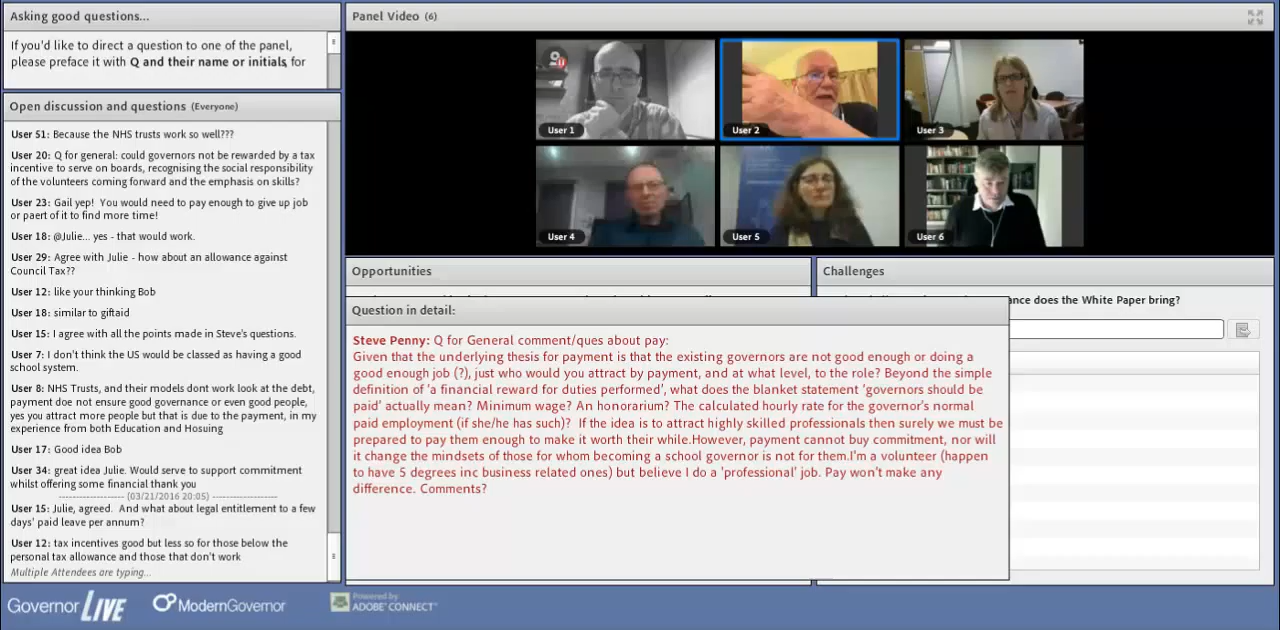 Asking good questions...
If you'd like to direct a question to one of the panel,
please preface it with Q and their name or initials, for
Open discussion and questions (Everyone)
User 51: Because the NHS trusts work so well???
User 20: Q for general: could governors not be rewarded by a tax
incentive to serve on boards, recognising the social responsibility
of the volunteers coming forward and the emphasis on skills?
User 23: Gail yep!  You would need to pay enough to give up job
or paert of it to find more time!
User 18: @Julie... yes - that would work.
User 29: Agree with Julie - how about an allowance against
Council Tax??
User 12: like your thinking Bob
User 18: similar to giftaid
User 15: I agree with all the points made in Steve's questions.
User 7: I don't think the US would be classed as having a good
school system.
User 8: NHS Trusts, and their models dont work look at the debt,
payment doe not ensure good governance or even good people,
yes you attract more people but that is due to the payment, in my
experience from both Education and Hosuing
User 17: Good idea Bob
User 34: great idea Julie. Would serve to support commitment
whilst offering some financial thank you
------------------- (03/21/2016 20:05) -------------------
User 15: Julie, agreed.  And what about legal entitlement to a few
days' paid leave per annum?
User 12: tax incentives good but less so for those below the
personal tax allowance and those that don't work
Multiple Attendees are typing...
Panel Video (6)
User 1
User 2
User 3
User 4
User 5
User 6
Opportunities
Challenges
ance does the White Paper bring?
Question in detail:
Steve Penny: Q for General comment/ques about pay:
Given that the underlying thesis for payment is that the existing governors are not good enough or doing a
good enough job (?), just who would you attract by payment, and at what level, to the role? Beyond the simple
definition of 'a financial reward for duties performed', what does the blanket statement 'governors should be
paid' actually mean? Minimum wage? An honorarium? The calculated hourly rate for the governor's normal
paid employment (if she/he has such)?  If the idea is to attract highly skilled professionals then surely we must be
prepared to pay them enough to make it worth their while.However, payment cannot buy commitment, nor will
it change the mindsets of those for whom becoming a school governor is not for them.I'm a volunteer (happen
to have 5 degrees inc business related ones) but believe I do a 'professional' job. Pay won't make any
difference. Comments?
Governor LIVE
ModernGovernor
Powered by
ADOBE® CONNECT™